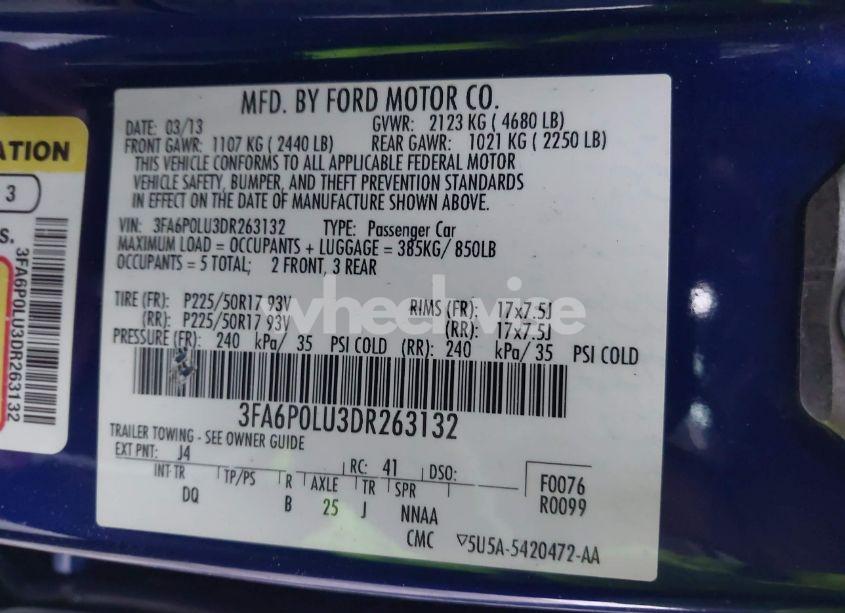 MFD. BY FORD MOTOR CO.
DATE: 03/13 GVWR: 2123 KG ( 4680 LB)
FRONT GAWR: 1107 KG ( 2440 LB) REAR GAWR: 1021 KG ( 2250 LB)
THIS VEHICLE CONFORMS TO ALL APPLICABLE FEDERAL MOTOR
VEHICLE SAFETY, BUMPER, AND THEFT PREVENTION STANDARDS
IN EFFECT ON THE DATE OF MANUFACTURE SHOWN ABOVE.
VIN: 3FA6P0LU3DR263132 TYPE: Passenger Car
MAXIMUM LOAD = OCCUPANTS + LUGGAGE = 385KG/ 850LB
OCCUPANTS = 5 TOTAL; 2 FRONT, 3 REAR
TIRE (FR): P225/50R17 93V RIMS (FR): 17x7.5J
(RR): P225/50R17 93V (RR): 17x7.5J
PRESSURE (FR): 240 kPa/ 35 PSI COLD (RR): 240 kPa/ 35 PSI COLD
3FA6P0LU3DR263132
TRAILER TOWING - SEE OWNER GUIDE
EXT PNT: J4 RC: 41 DSO:
INT TR TP/PS R AXLE TR SPR F0076
DQ B 25 J NNAA R0099
CMC ▽5U5A-5420472-AA
ATION
3
S.
3FA6P0LU3DR263132
wheelvine